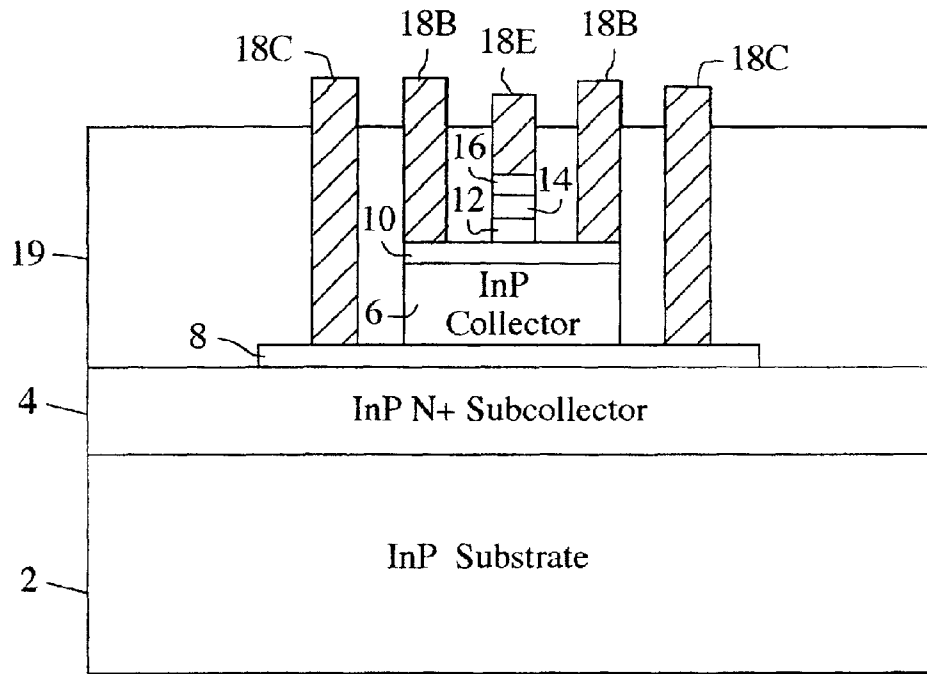 18C
18B
18E
18B
18C
16
14
12
10
19
InP
Collector
6
8
4
InP N+ Subcollector
InP Substrate
2